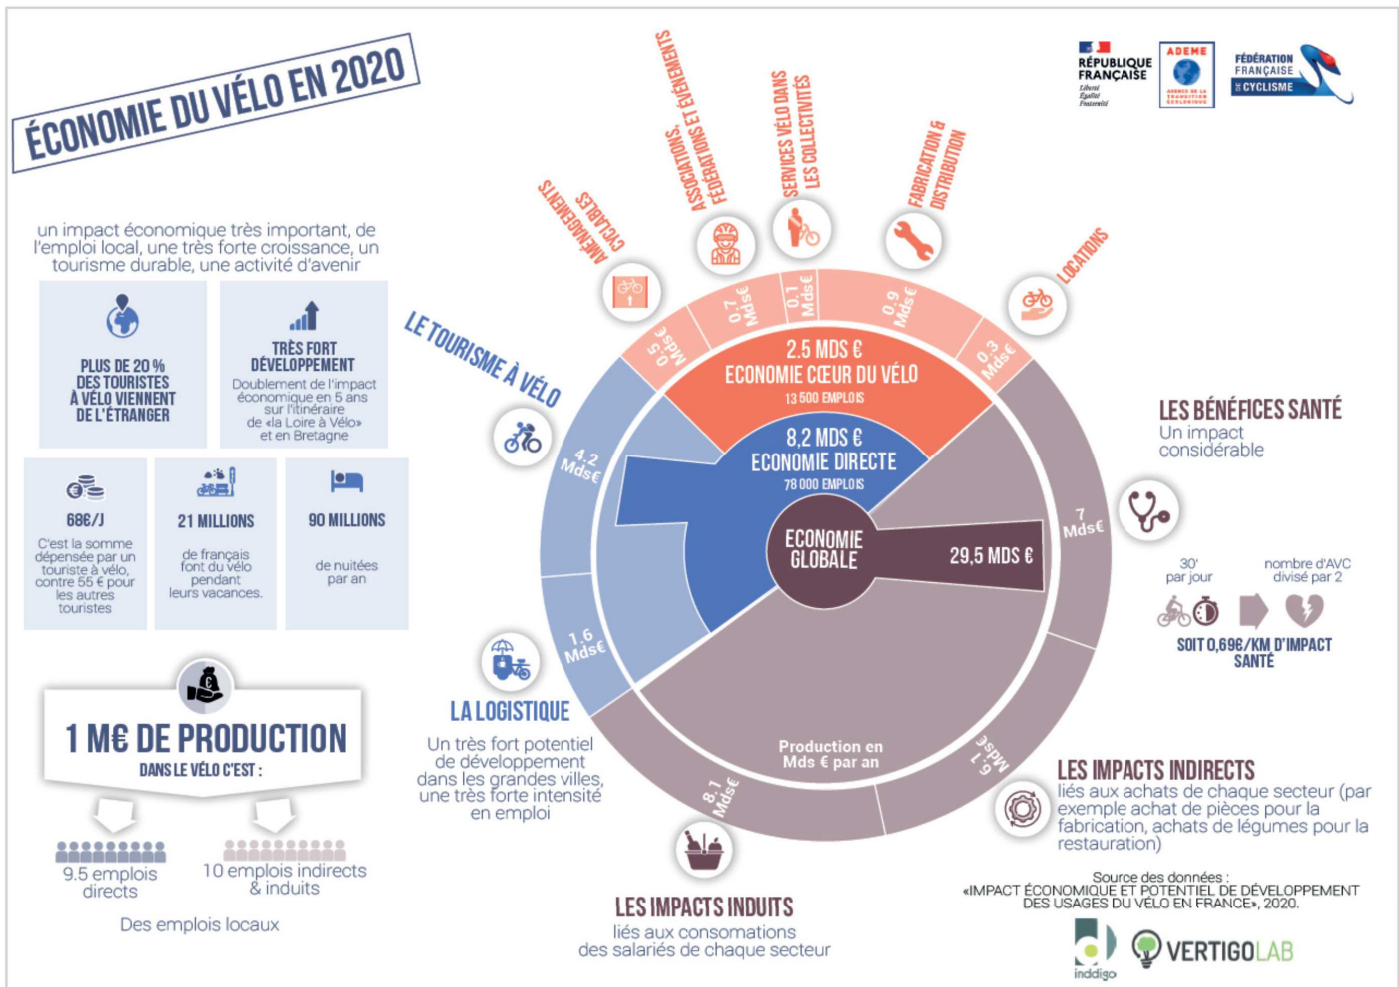 ÉCONOMIE DU VÉLO EN 2020
RÉPUBLIQUE
FRANÇAISE
Liberté
Égalité
Fraternité
ADEME
AGENCE DE LA
TRANSITION
ÉCOLOGIQUE
FÉDÉRATION
FRANÇAISE
DE CYCLISME
un impact économique très important, de
l'emploi local, une très forte croissance, un
tourisme durable, une activité d'avenir
PLUS DE 20 %
DES TOURISTES
À VÉLO VIENNENT
DE L'ÉTRANGER
TRÈS FORT
DÉVELOPPEMENT
Doublement de l'impact
économique en 5 ans
sur l'itinéraire
de «la Loire à Vélo»
et en Bretagne
68€/J
C'est la somme
dépensée par un
touriste à vélo,
contre 55 € pour
les autres
touristes
21 MILLIONS
de français
font du vélo
pendant
leurs vacances.
90 MILLIONS
de nuitées
par an
1 M€ DE PRODUCTION
DANS LE VÉLO C'EST :
9.5 emplois
directs
10 emplois indirects
& induits
Des emplois locaux
AMÉNAGEMENTS
CYCLABLES
ASSOCIATIONS,
FÉDÉRATIONS ET ÉVÉNEMENTS
SERVICES VÉLO DANS
LES COLLECTIVITÉS
FABRICATION &
DISTRIBUTION
LOCATIONS
0.5
Mds€
0.7
Mds€
0.1
Mds€
0.9
Mds€
0.3
Mds€
2.5 MDS €
ECONOMIE CŒUR DU VÉLO
13 500 EMPLOIS
8,2 MDS €
ECONOMIE DIRECTE
78 000 EMPLOIS
ECONOMIE
GLOBALE
29,5 MDS €
Production en
Mds € par an
LE TOURISME À VÉLO
4.2
Mds€
1.6
Mds€
LA LOGISTIQUE
Un très fort potentiel
de développement
dans les grandes villes,
une très forte intensité
en emploi
8.1
Mds€
LES IMPACTS INDUITS
liés aux consomations
des salariés de chaque secteur
7
Mds€
LES BÉNÉFICES SANTÉ
Un impact
considérable
30'
par jour
nombre d'AVC
divisé par 2
SOIT 0,69€/KM D'IMPACT
SANTÉ
6.1
Mds€
LES IMPACTS INDIRECTS
liés aux achats de chaque secteur (par
exemple achat de pièces pour la
fabrication, achats de légumes pour la
restauration)
Source des données :
«IMPACT ÉCONOMIQUE ET POTENTIEL DE DÉVELOPPEMENT
DES USAGES DU VÉLO EN FRANCE», 2020.
inddigo
VERTIGOLAB